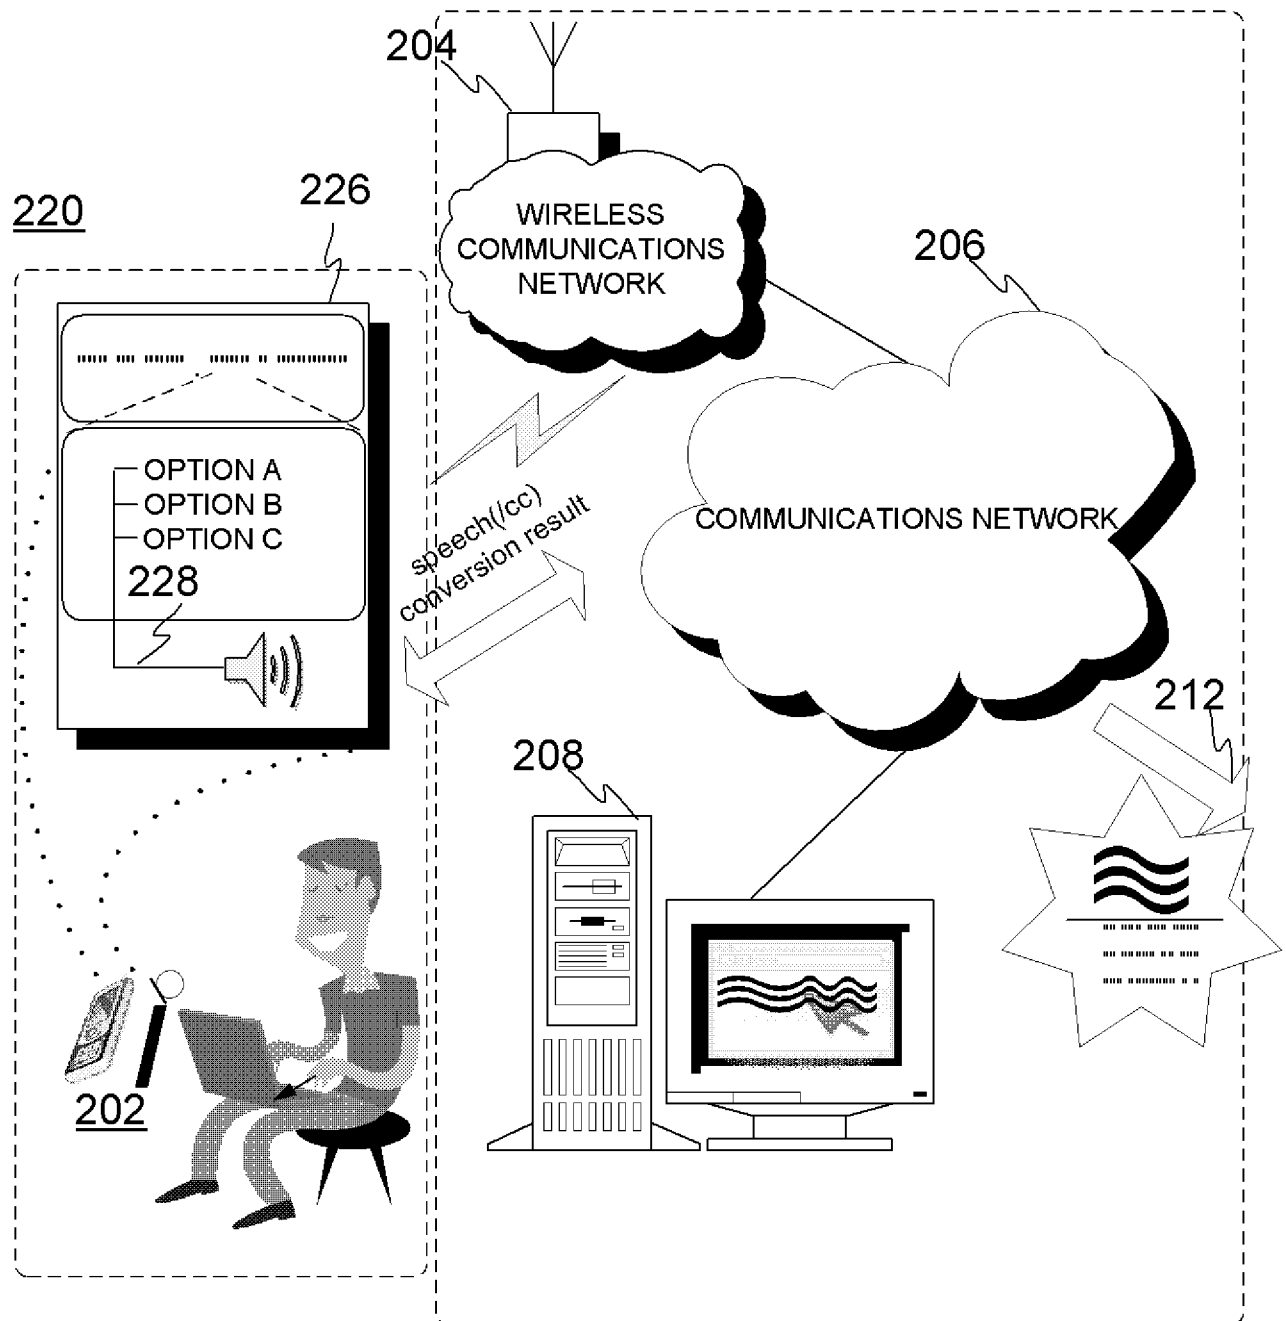 204
220
226
WIRELESS
COMMUNICATIONS
NETWORK
206
OPTION A
OPTION B
OPTION C
228
speech(/cc)
conversion result
COMMUNICATIONS NETWORK
212
208
202